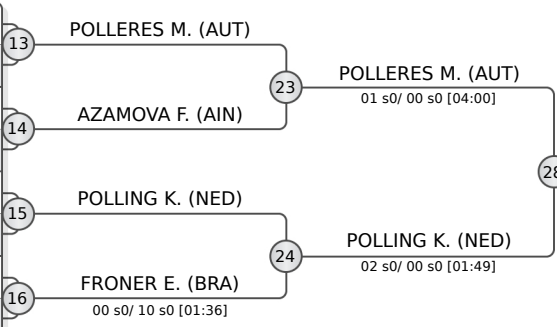 POLLERES M. (AUT)
13
23
POLLERES M. (AUT)
01 s0/ 00 s0 [04:00]
AZAMOVA F. (AIN)
14
28
POLLING K. (NED)
15
24
POLLING K. (NED)
02 s0/ 00 s0 [01:49]
FRONER E. (BRA)
16
00 s0/ 10 s0 [01:36]